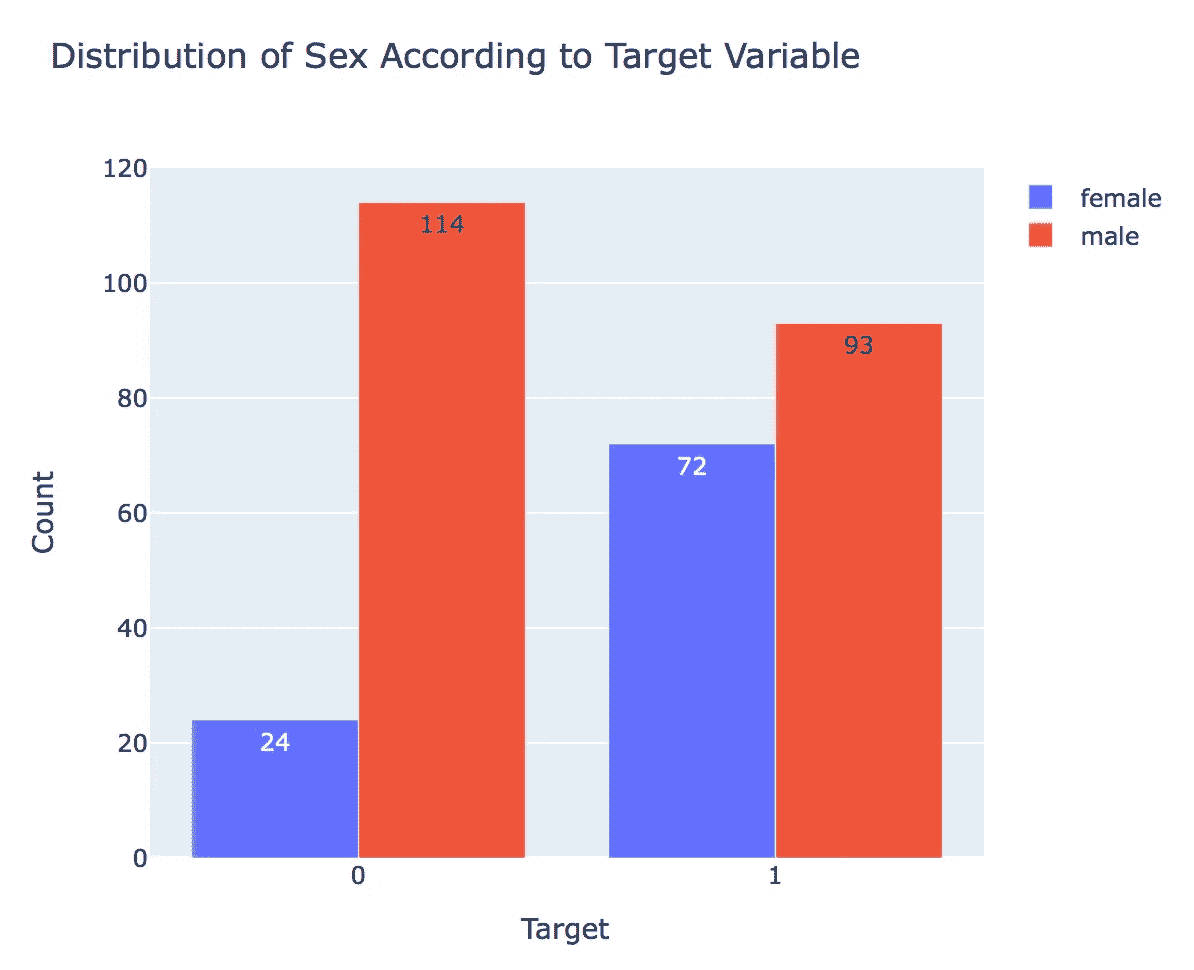 Distribution of Sex According to Target Variable
120
100
80
60
40
20
0
Count
114
93
72
24
0
1
Target
female
male